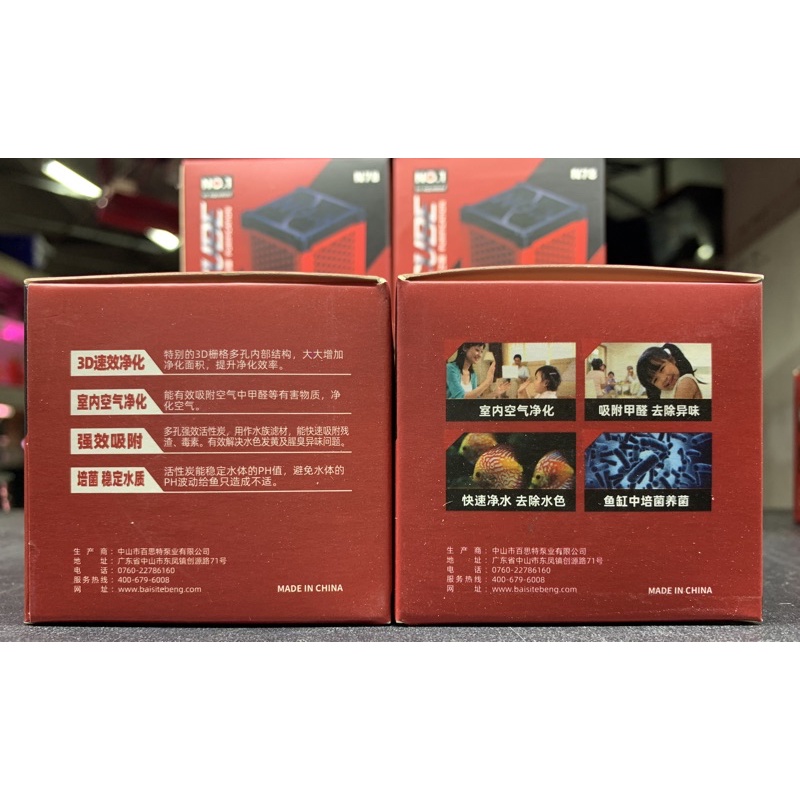 NO.1
NO.1
3D速效净化
特别的3D栅格多孔内部结构，大大增加
净化面积，提升净化效率。
室内空气净化
能有效吸附空气中甲醛等有害物质，净
化空气。
强效吸附
多孔强效活性炭，用作水族滤材，能快速吸附残
渣、毒素。有效解决水色发黄及腥臭异味问题。
培菌 稳定水质
活性炭能稳定水体的PH值，避免水体的
PH波动给鱼只造成不适。
生产商：中山市百思特泵业有限公司
地址：广东省中山市东凤镇创源路71号
电话：0760-22786160
服务热线：400-679-6008
网址：www.baisitebeng.com
MADE IN CHINA
室内空气净化
吸附甲醛 去除异味
快速净水 去除水色
鱼缸中培菌养菌
生产商：中山市百思特泵业有限公司
地址：广东省中山市东凤镇创源路71号
电话：0760-22786160
服务热线：400-679-6008
网址：www.baisitebeng.com
MADE IN CHINA